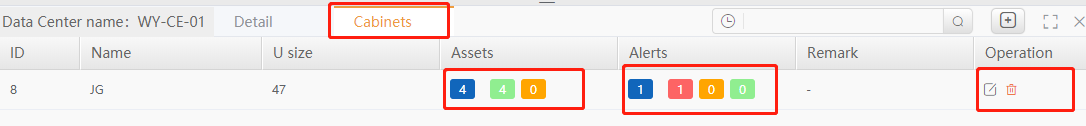 Data Center name：WY-CE-01 Detail Cabinets
ID Name U size Assets Alerts Remark Operation
8 JG 47 4 4 0 1 1 0 0 -